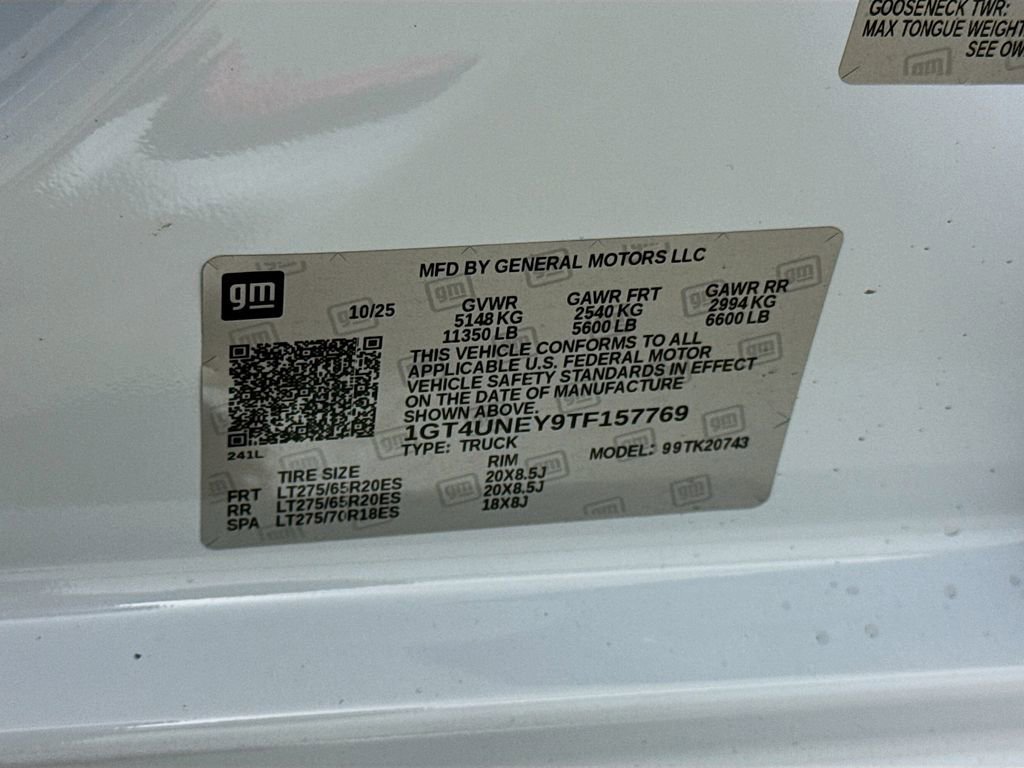 GOOSENECK TWR:
MAX TONGUE WEIGHT
SEE OW
gm
MFD BY GENERAL MOTORS LLC
10/25
GVWR GAWR FRT GAWR RR
5148 KG 2540 KG 2994 KG
11350 LB 5600 LB 6600 LB
THIS VEHICLE CONFORMS TO ALL
APPLICABLE U.S. FEDERAL MOTOR
VEHICLE SAFETY STANDARDS IN EFFECT
ON THE DATE OF MANUFACTURE
SHOWN ABOVE.
1GT4UNEY9TF157769
TYPE: TRUCK MODEL: 99TK20743
241L
TIRE SIZE RIM
FRT LT275/65R20ES 20X8.5J
RR LT275/65R20ES 20X8.5J
SPA LT275/70R18ES 18X8J